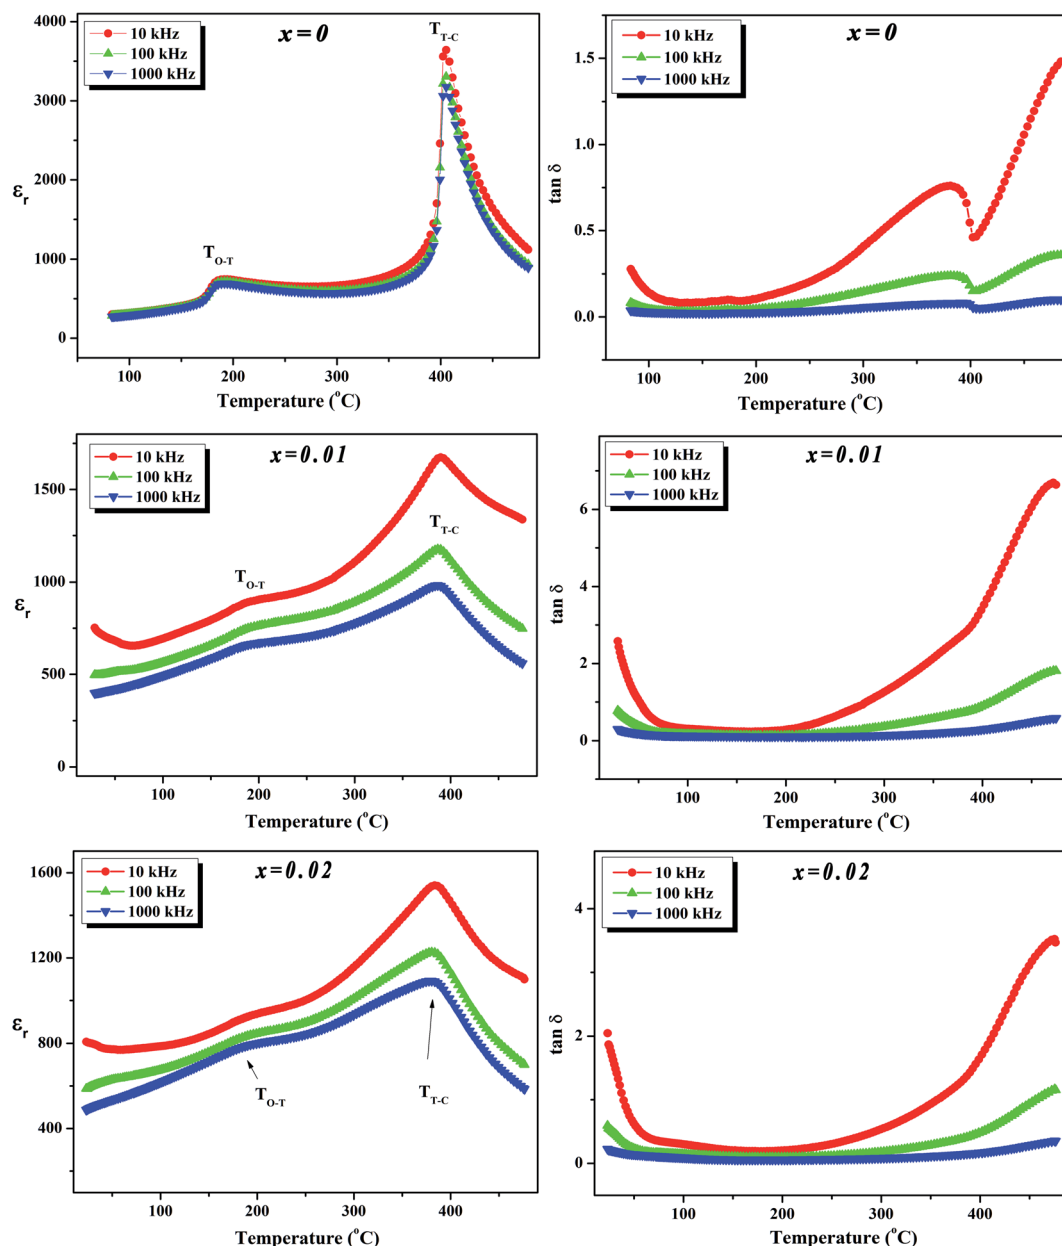 x=0
10 kHz
100 kHz
1000 kHz
T_T-C
T_O-T
4000
3000
2000
1000
0
ε_r
100 200 300 400 500
Temperature (°C)
x=0
10 kHz
100 kHz
1000 kHz
1.5
1.0
0.5
0.0
tan δ
100 200 300 400
Temperature (°C)
x=0.01
10 kHz
100 kHz
1000 kHz
T_T-C
T_O-T
1500
1000
500
0
ε_r
100 200 300 400
Temperature (°C)
x=0.01
10 kHz
100 kHz
1000 kHz
6
4
2
0
tan δ
100 200 300 400
Temperature (°C)
x=0.02
10 kHz
100 kHz
1000 kHz
1600
1200
800
400
ε_r
T_O-T
T_T-C
100 200 300 400
Temperature (°C)
x=0.02
10 kHz
100 kHz
1000 kHz
4
2
0
tan δ
100 200 300 400
Temperature (°C)